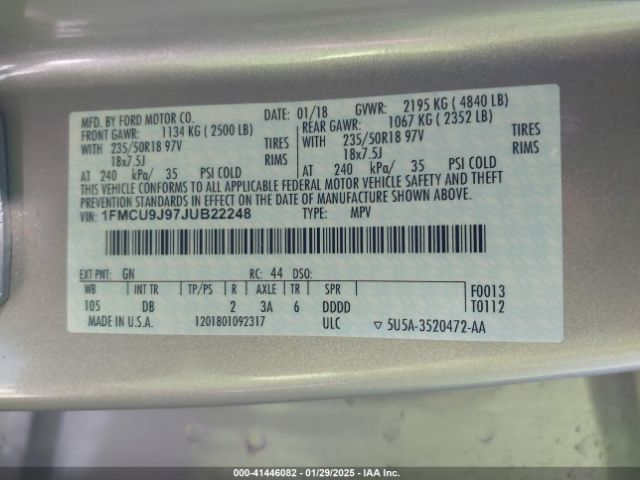 MFD. BY FORD MOTOR CO. DATE: 01/18 GVWR: 2195 KG ( 4840 LB)
FRONT GAWR: 1134 KG ( 2500 LB) REAR GAWR: 1067 KG ( 2352 LB)
WITH 235/50R18 97V TIRES WITH 235/50R18 97V TIRES
18x7.5J RIMS 18x7.5J RIMS
AT 240 kPa/ 35 PSI COLD AT 240 kPa/ 35 PSI COLD
THIS VEHICLE CONFORMS TO ALL APPLICABLE FEDERAL MOTOR VEHICLE SAFETY AND THEFT
PREVENTION STANDARDS IN EFFECT ON THE DATE OF MANUFACTURE SHOWN ABOVE.
VIN: 1FMCU9J97JUB22248 TYPE: MPV
EXT PNT: GN RC: 44 DSO:
WB INT TR TP/PS R AXLE TR SPR F0013
105 DB 2 3A 6 DDDD T0112
MADE IN U.S.A. 1201801092317 ULC ▽ 5U5A-3520472-AA
000-41446082 - 01/29/2025 - IAA Inc.